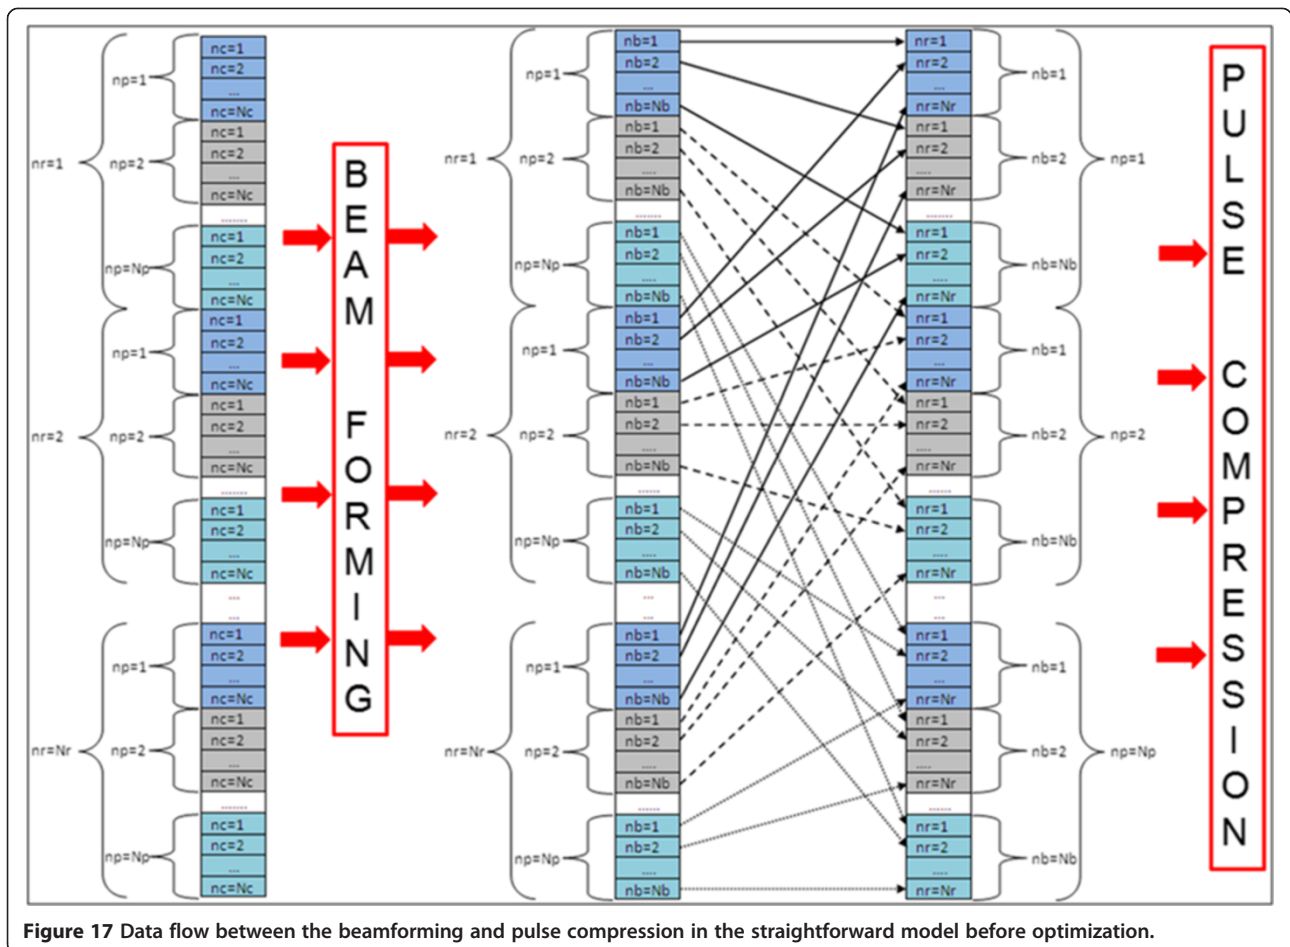 nr=1
np=1
nc=1
nc=2
...
nc=Nc
np=2
nc=1
nc=2
...
nc=Nc
.......
np=Np
nc=1
nc=2
...
nc=Nc
nr=2
np=1
nc=1
nc=2
...
nc=Nc
np=2
nc=1
nc=2
...
nc=Nc
.......
np=Np
nc=1
nc=2
...
nc=Nc
...
...
nr=Nr
np=1
nc=1
nc=2
...
nc=Nc
np=2
nc=1
nc=2
...
nc=Nc
.......
np=Np
nc=1
nc=2
...
nc=Nc
BEAM FORMING
nr=1
np=1
nb=1
nb=2
...
nb=Nb
np=2
nb=1
nb=2
....
nb=Nb
.......
np=Np
nb=1
nb=2
....
nb=Nb
nr=2
np=1
nb=1
nb=2
...
nb=Nb
np=2
nb=1
nb=2
....
nb=Nb
......
np=Np
nb=1
nb=2
....
nb=Nb
...
...
nr=Nr
np=1
nb=1
nb=2
...
nb=Nb
np=2
nb=1
nb=2
....
nb=Nb
......
np=Np
nb=1
nb=2
....
nb=Nb
nr=1
nr=2
...
nr=Nr
nb=1
nr=1
nr=2
....
nr=Nr
nb=2
np=1
.......
nr=1
nr=2
....
nr=Nr
nb=Nb
nr=1
nr=2
...
nr=Nr
nb=1
nr=1
nr=2
....
nr=Nr
nb=2
np=2
......
nr=1
nr=2
....
nr=Nr
nb=Nb
...
...
nr=1
nr=2
...
nr=Nr
nb=1
nr=1
nr=2
....
nr=Nr
nb=2
np=Np
......
nr=1
nr=2
....
nr=Nr
nb=Nb
PULSE COMPRESSION
Figure 17 Data flow between the beamforming and pulse compression in the straightforward model before optimization.